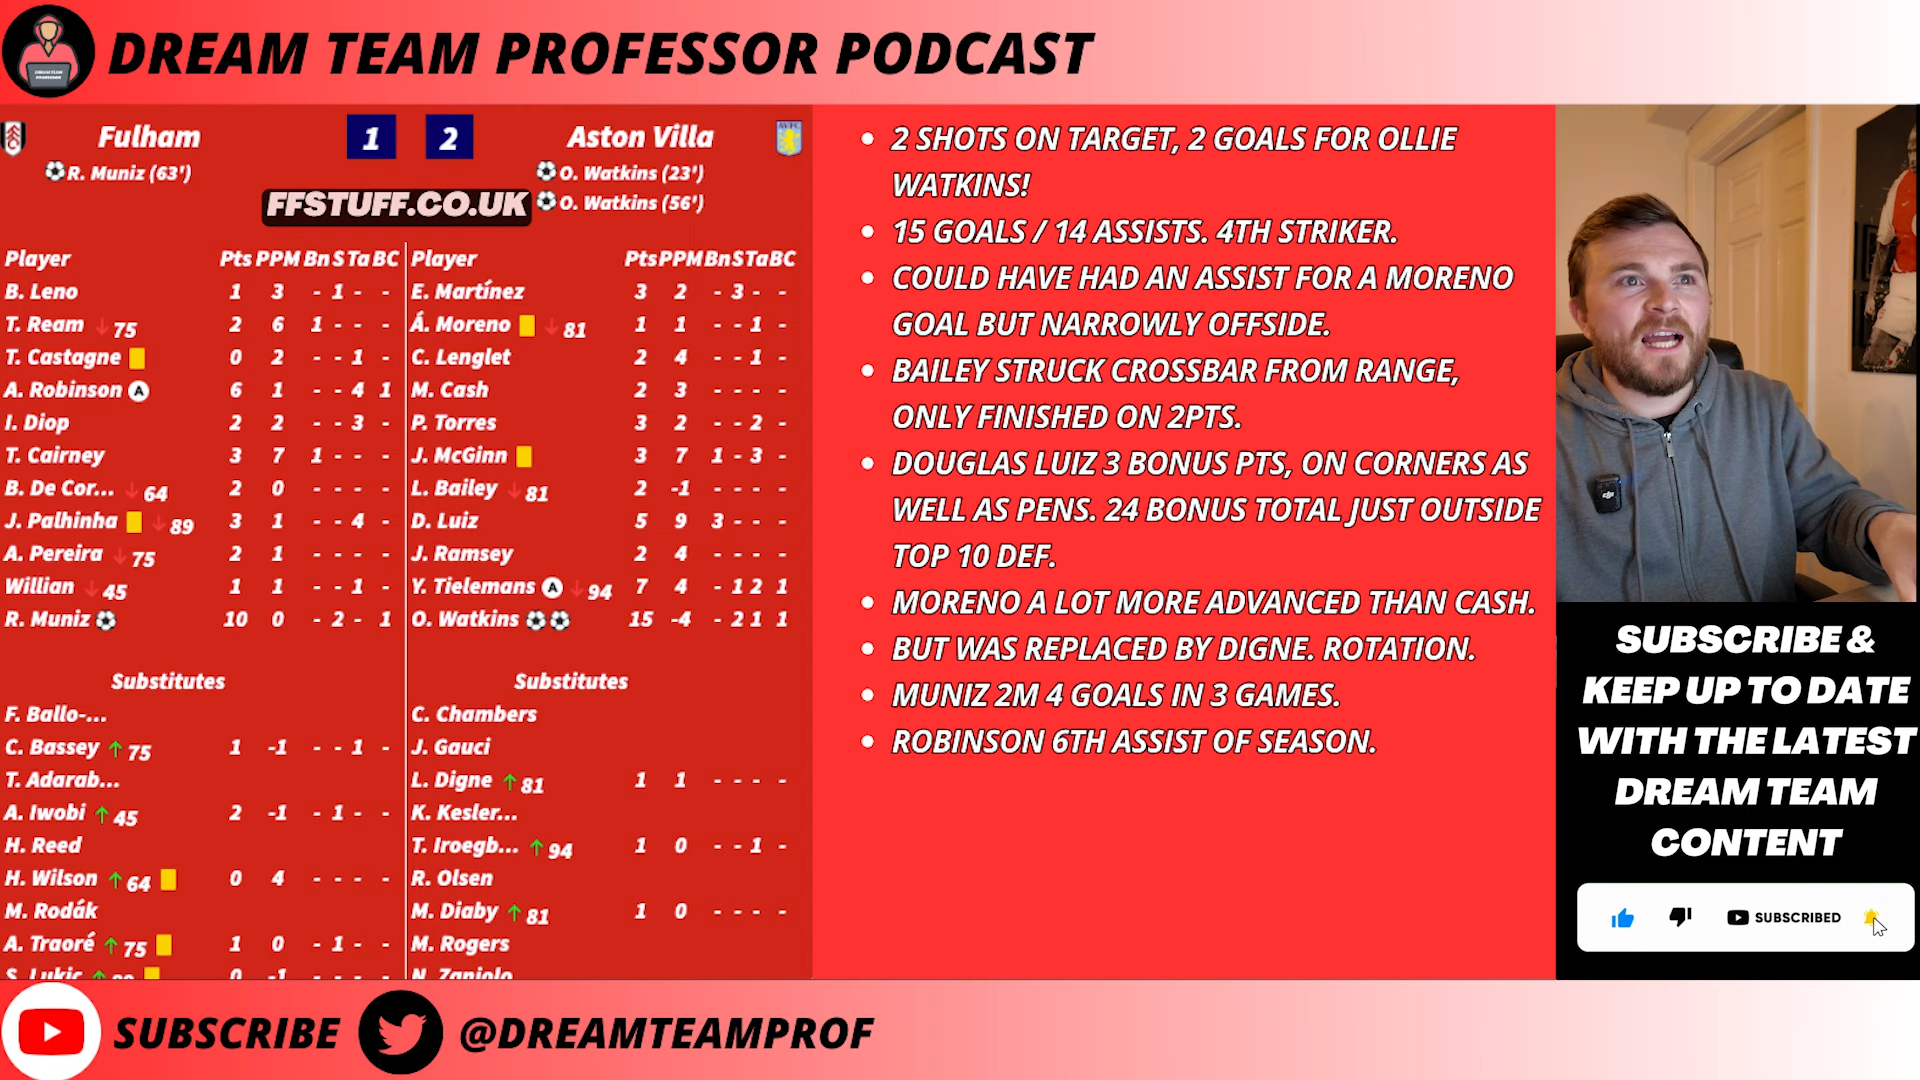 DREAM TEAM PROFESSOR PODCAST
Fulham 1 2 Aston Villa
R. Muniz (63') O. Watkins (23')
FFSTUFF.CO.UK O. Watkins (56')
Player Pts PPM Bn S Ta BC Player Pts PPM Bn S Ta BC
B. Leno 1 3 - 1 - - E. Martínez 3 2 - 3 - -
T. Ream 75 2 6 1 - - - Á. Moreno 81 1 1 - - 1 -
T. Castagne 0 2 - - 1 - C. Lenglet 2 4 - - 1 -
A. Robinson A 6 1 - - 4 1 M. Cash 2 3 - - - -
I. Diop 2 2 - - 3 - P. Torres 3 2 - - 2 -
T. Cairney 3 7 1 - - - J. McGinn 3 7 1 - 3 -
B. De Cor... 64 2 0 - - - - L. Bailey 81 2 -1 - - - -
J. Palhinha 89 3 1 - - 4 - D. Luiz 5 9 3 - - -
A. Pereira 75 2 1 - - - - J. Ramsey 2 4 - - - -
Willian 45 1 1 - - 1 - Y. Tielemans A 94 7 4 - 1 2 1
R. Muniz 10 0 - 2 - 1 O. Watkins 15 -4 - 2 1 1
Substitutes Substitutes
F. Ballo-... C. Chambers
C. Bassey 75 1 -1 - - 1 - J. Gauci
T. Adarab... L. Digne 81 1 1 - - - -
A. Iwobi 45 2 -1 - 1 - - K. Kesler...
H. Reed T. Iroegb... 94 1 0 - - 1 -
H. Wilson 64 0 4 - - - - R. Olsen
M. Rodák M. Diaby 81 1 0 - - - -
A. Traoré 75 1 0 - 1 - - M. Rogers
S. Lukic 0 -1 - - - - N. Zaniolo
• 2 SHOTS ON TARGET, 2 GOALS FOR OLLIE
WATKINS!
• 15 GOALS / 14 ASSISTS. 4TH STRIKER.
• COULD HAVE HAD AN ASSIST FOR A MORENO
GOAL BUT NARROWLY OFFSIDE.
• BAILEY STRUCK CROSSBAR FROM RANGE,
ONLY FINISHED ON 2PTS.
• DOUGLAS LUIZ 3 BONUS PTS, ON CORNERS AS
WELL AS PENS. 24 BONUS TOTAL JUST OUTSIDE
TOP 10 DEF.
• MORENO A LOT MORE ADVANCED THAN CASH.
• BUT WAS REPLACED BY DIGNE. ROTATION.
• MUNIZ 2M 4 GOALS IN 3 GAMES.
• ROBINSON 6TH ASSIST OF SEASON.
SUBSCRIBE &
KEEP UP TO DATE
WITH THE LATEST
DREAM TEAM
CONTENT
SUBSCRIBED
SUBSCRIBE @DREAMTEAMPROF